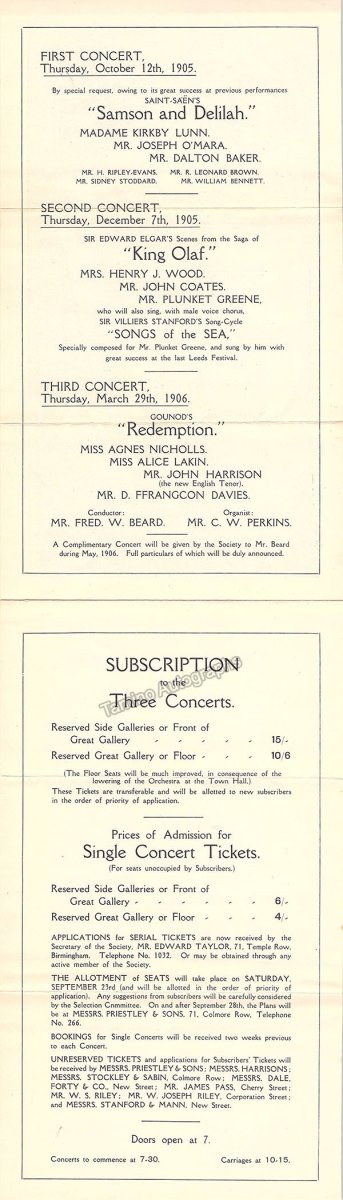 FIRST CONCERT,
Thursday, October 12th, 1905.
By special request, owing to its great success at previous performances
SAINT-SAËN'S
"Samson and Delilah."
MADAME KIRKBY LUNN.
MR. JOSEPH O'MARA.
MR. DALTON BAKER.
MR. H. RIPLEY-EVANS. MR. R. LEONARD BROWN.
MR. SIDNEY STODDARD. MR. WILLIAM BENNETT.
SECOND CONCERT,
Thursday, December 7th, 1905.
SIR EDWARD ELGAR'S Scenes from the Saga of
"King Olaf."
MRS. HENRY J. WOOD.
MR. JOHN COATES.
MR. PLUNKET GREENE,
who will also sing, with male voice chorus,
SIR VILLIERS STANFORD'S Song-Cycle
"SONGS of the SEA,"
Specially composed for Mr. Plunket Greene, and sung by him with
great success at the last Leeds Festival.
THIRD CONCERT,
Thursday, March 29th, 1906.
GOUNOD'S
"Redemption."
MISS AGNES NICHOLLS.
MISS ALICE LAKIN.
MR. JOHN HARRISON
(the new English Tenor).
MR. D. FFRANGCON DAVIES.
Conductor: Organist:
MR. FRED. W. BEARD. MR. C. W. PERKINS.
A Complimentary Concert will be given by the Society to Mr. Beard
during May, 1906. Full particulars of which will be duly announced.
SUBSCRIPTION
to the
Three Concerts.
Tamino Autographs
Reserved Side Galleries or Front of
Great Gallery - - - - - 15/-
Reserved Great Gallery or Floor - - - 10/6
(The Floor Seats will be much improved, in consequence of the
lowering of the Orchestra at the Town Hall.)
These Tickets are transferable and will be allotted to new subscribers
in the order of priority of application.
Prices of Admission for
Single Concert Tickets.
(For seats unoccupied by Subscribers.)
Reserved Side Galleries or Front of
Great Gallery - - - - - 6/-
Reserved Great Gallery or Floor - - - 4/-
APPLICATIONS for SERIAL TICKETS are now received by the
Secretary of the Society, MR. EDWARD TAYLOR, 71, Temple Row,
Birmingham. Telephone No. 1032. Or may be obtained through any
active member of the Society.
THE ALLOTMENT of SEATS will take place on SATURDAY,
SEPTEMBER 23rd (and will be allotted in the order of priority of
application). Any suggestions from subscribers will be carefully considered
by the Selection Cnmmittee. On and after September 28th, the Plans will
be at MESSRS. PRIESTLEY & SONS, 71, Colmore Row, Telephone
No. 266.
BOOKINGS for Single Concerts will be received two weeks previous
to each Concert.
UNRESERVED TICKETS and applications for Subscribers' Tickets will
be received by MESSRS. PRIESTLEY & SONS; MESSRS. HARRISONS;
MESSRS. STOCKLEY & SABIN, Colmore Row; MESSRS. DALE,
FORTY & CO., New Street; MR. JAMES PASS, Cherry Street;
MR. W. S. RILEY; MR. W. JOSEPH RILEY, Corporation Street;
and MESSRS. STANFORD & MANN, New Street.
Doors open at 7.
Concerts to commence at 7-30. Carriages at 10-15.